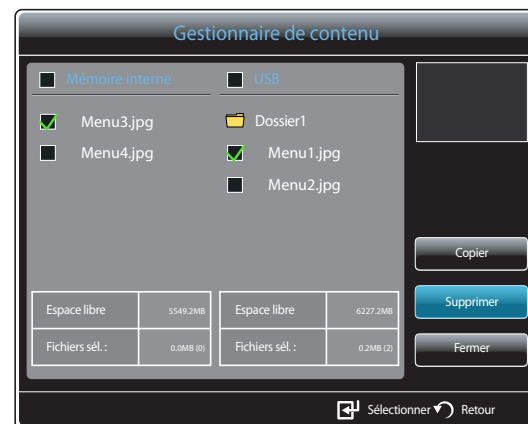 Gestionnaire de contenu
Mémoire interne
USB
Menu3.jpg
Dossier1
Menu4.jpg
Menu1.jpg
Menu2.jpg
Copier
Espace libre 5549.2MB
Espace libre 6227.2MB
Supprimer
Fichiers sél. : 0.0MB (0)
Fichiers sél. : 0.2MB (2)
Fermer
Sélectionner Retour